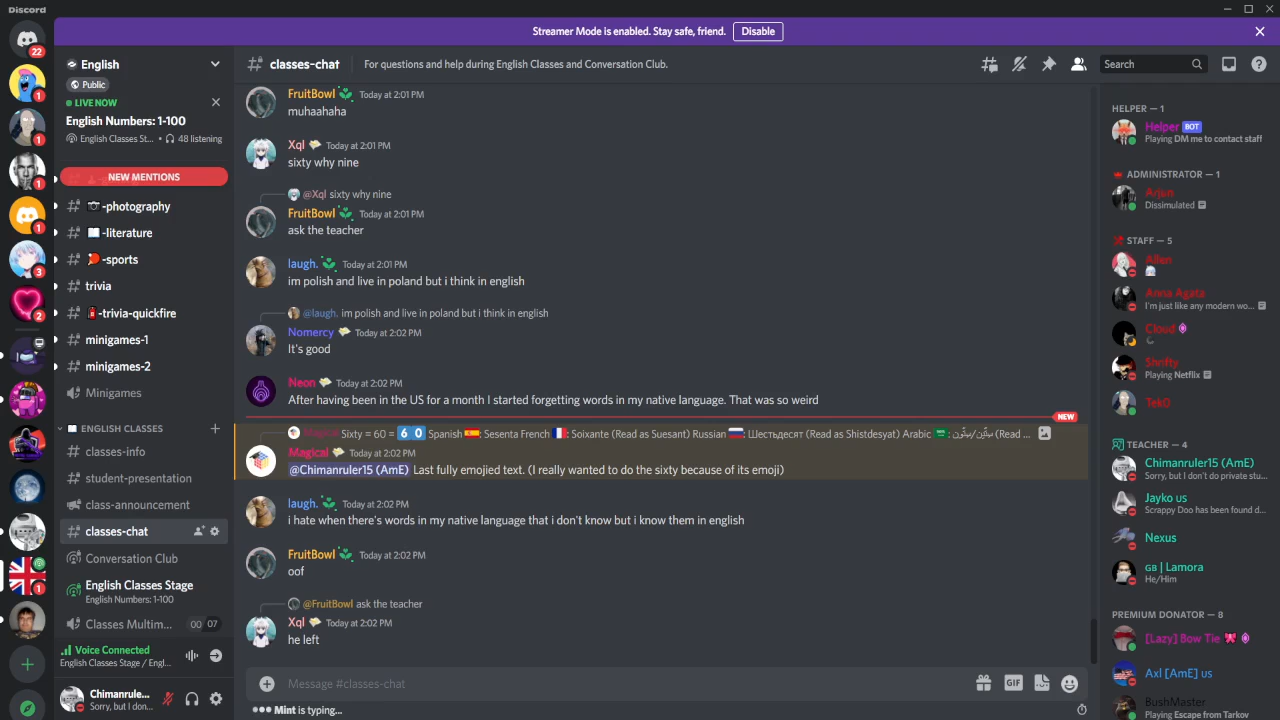 Discord
Streamer Mode is enabled. Stay safe, friend. Disable
22
1
1
1
1
3
2
1
English
Public
LIVE NOW
English Numbers: 1-100
English Classes St... • 48 listening
NEW MENTIONS
-photography
-literature
-sports
trivia
-trivia-quickfire
minigames-1
minigames-2
Minigames
ENGLISH CLASSES
classes-info
student-presentation
class-announcement
classes-chat
Conversation Club
English Classes Stage
English Numbers: 1-100
Classes Multim... 00 07
Voice Connected
English Classes Stage / Engl...
Chimanrule...
Sorry, but I don...
classes-chat For questions and help during English Classes and Conversation Club.
Search
FruitBowl Today at 2:01 PM
muhaahaha
Xql Today at 2:01 PM
sixty why nine
@Xql sixty why nine
FruitBowl Today at 2:01 PM
ask the teacher
laugh. Today at 2:01 PM
im polish and live in poland but i think in english
@laugh. im polish and live in poland but i think in english
Nomercy Today at 2:02 PM
It's good
Neon Today at 2:02 PM
After having been in the US for a month I started forgetting words in my native language. That was so weird
NEW
Magical Sixty = 60 = 6 0 Spanish : Sesenta French : Soixante (Read as Suesant) Russian : Шестьдесят (Read as Shistdesyat) Arabic : (Read ...
Magical Today at 2:02 PM
@Chimanruler15 (AmE) Last fully emojied text. (I really wanted to do the sixty because of its emoji)
laugh. Today at 2:02 PM
i hate when there's words in my native language that i don't know but i know them in english
FruitBowl Today at 2:02 PM
oof
@FruitBowl ask the teacher
Xql Today at 2:02 PM
he left
Message #classes-chat
GIF
Mint is typing...
HELPER — 1
Helper BOT
Playing DM me to contact staff
ADMINISTRATOR — 1
Arjun
Dissimulated
STAFF — 5
Allen
Anna Agata
I'm just like any modern wo...
Cloud
Shrifty
Playing Netflix
Tek0
TEACHER — 4
Chimanruler15 (AmE)
Sorry, but I don't do private stu...
Jayko us
Scrappy Doo has been found d...
Nexus
GB | Lamora
He/Him
PREMIUM DONATOR — 8
[Lazy] Bow Tie
Axl [AmE] us
BushMaster
Playing Escape from Tarkov